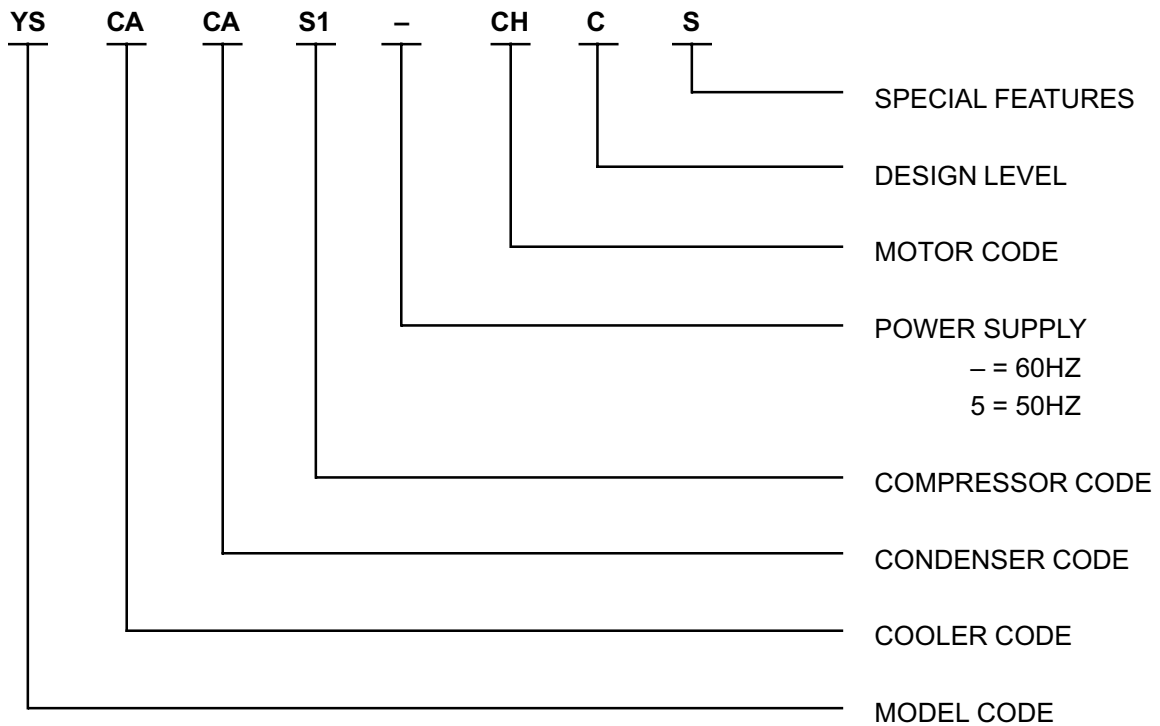 YS CA CA S1 – CH C S
SPECIAL FEATURES
DESIGN LEVEL
MOTOR CODE
POWER SUPPLY
– = 60HZ
5 = 50HZ
COMPRESSOR CODE
CONDENSER CODE
COOLER CODE
MODEL CODE